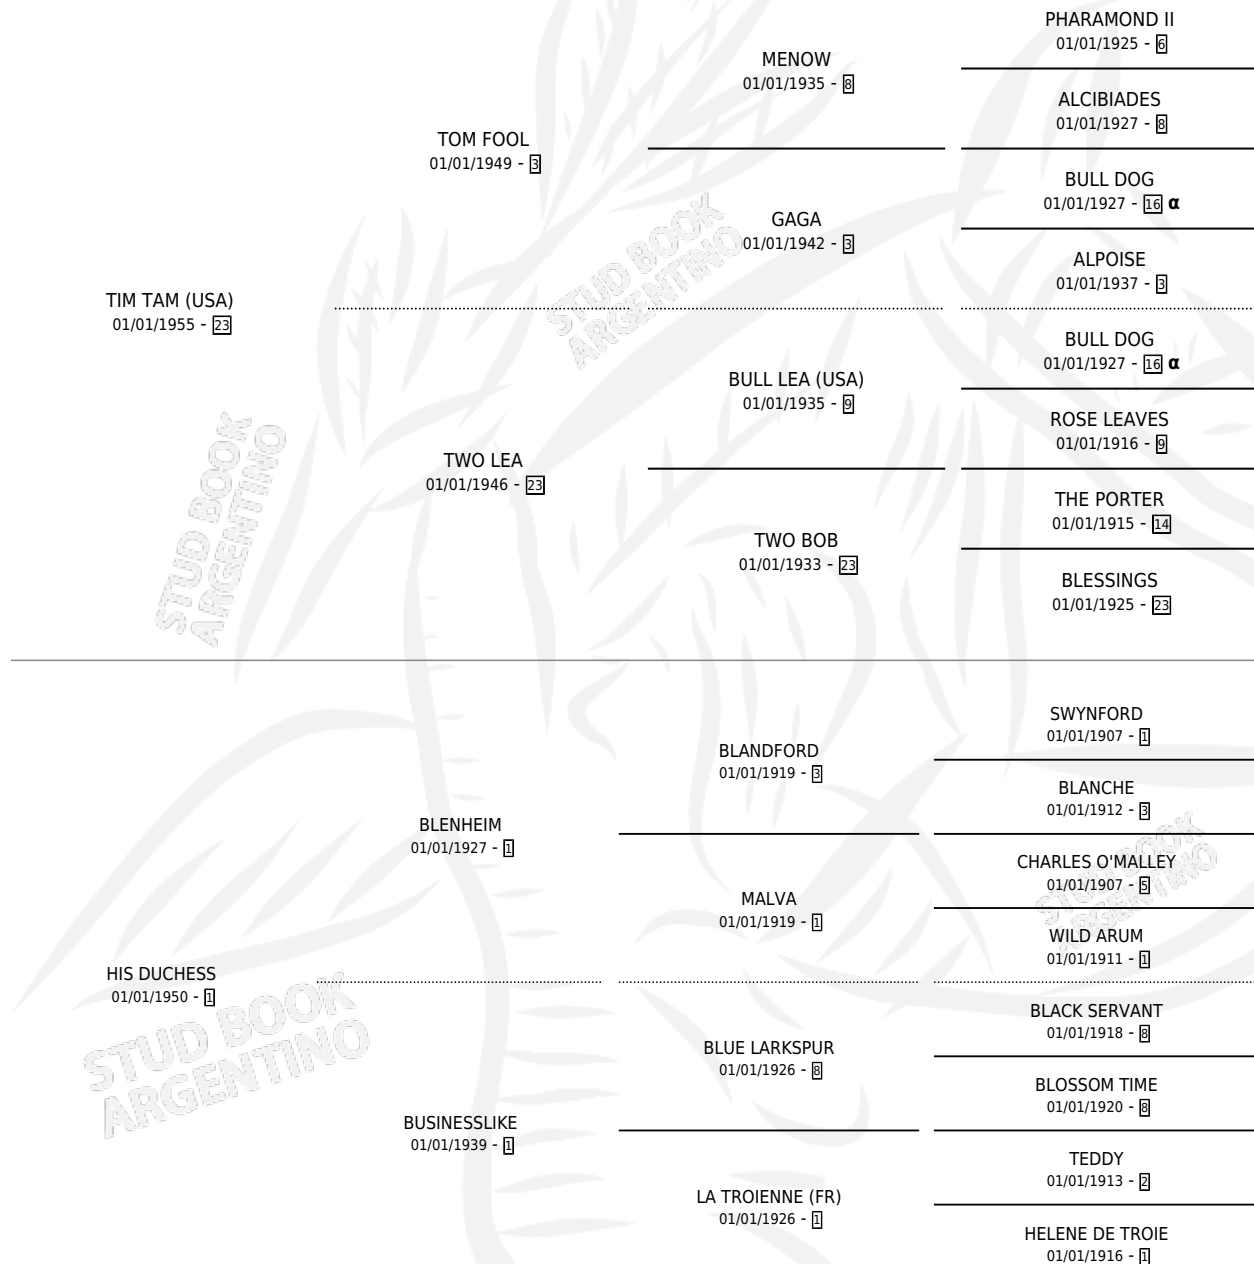 PHARAMOND II
01/01/1925 - 6
MENOW
01/01/1935 - 8
ALCIBIADES
01/01/1927 - 8
TOM FOOL
01/01/1949 - 3
BULL DOG
01/01/1927 - 16 α
GAGA
01/01/1942 - 3
ALPOISE
01/01/1937 - 3
TIM TAM (USA)
01/01/1955 - 23
BULL DOG
01/01/1927 - 16 α
BULL LEA (USA)
01/01/1935 - 9
ROSE LEAVES
01/01/1916 - 9
TWO LEA
01/01/1946 - 23
THE PORTER
01/01/1915 - 14
TWO BOB
01/01/1933 - 23
BLESSINGS
01/01/1925 - 23
SWYNFORD
01/01/1907 - 1
BLANDFORD
01/01/1919 - 3
BLANCHE
01/01/1912 - 3
BLENHEIM
01/01/1927 - 1
CHARLES O'MALLEY
01/01/1907 - 5
MALVA
01/01/1919 - 1
WILD ARUM
01/01/1911 - 1
HIS DUCHESS
01/01/1950 - 1
BLACK SERVANT
01/01/1918 - 8
BLUE LARKSPUR
01/01/1926 - 8
BLOSSOM TIME
01/01/1920 - 8
BUSINESSLIKE
01/01/1939 - 1
TEDDY
01/01/1913 - 2
LA TROIENNE (FR)
01/01/1926 - 1
HELENE DE TROIE
01/01/1916 - 1
STUD BOOK
ARGENTINO
STUD BOOK
ARGENTINO
STUD BOOK
ARGENTINO
STUD BOOK
ARGENTINO